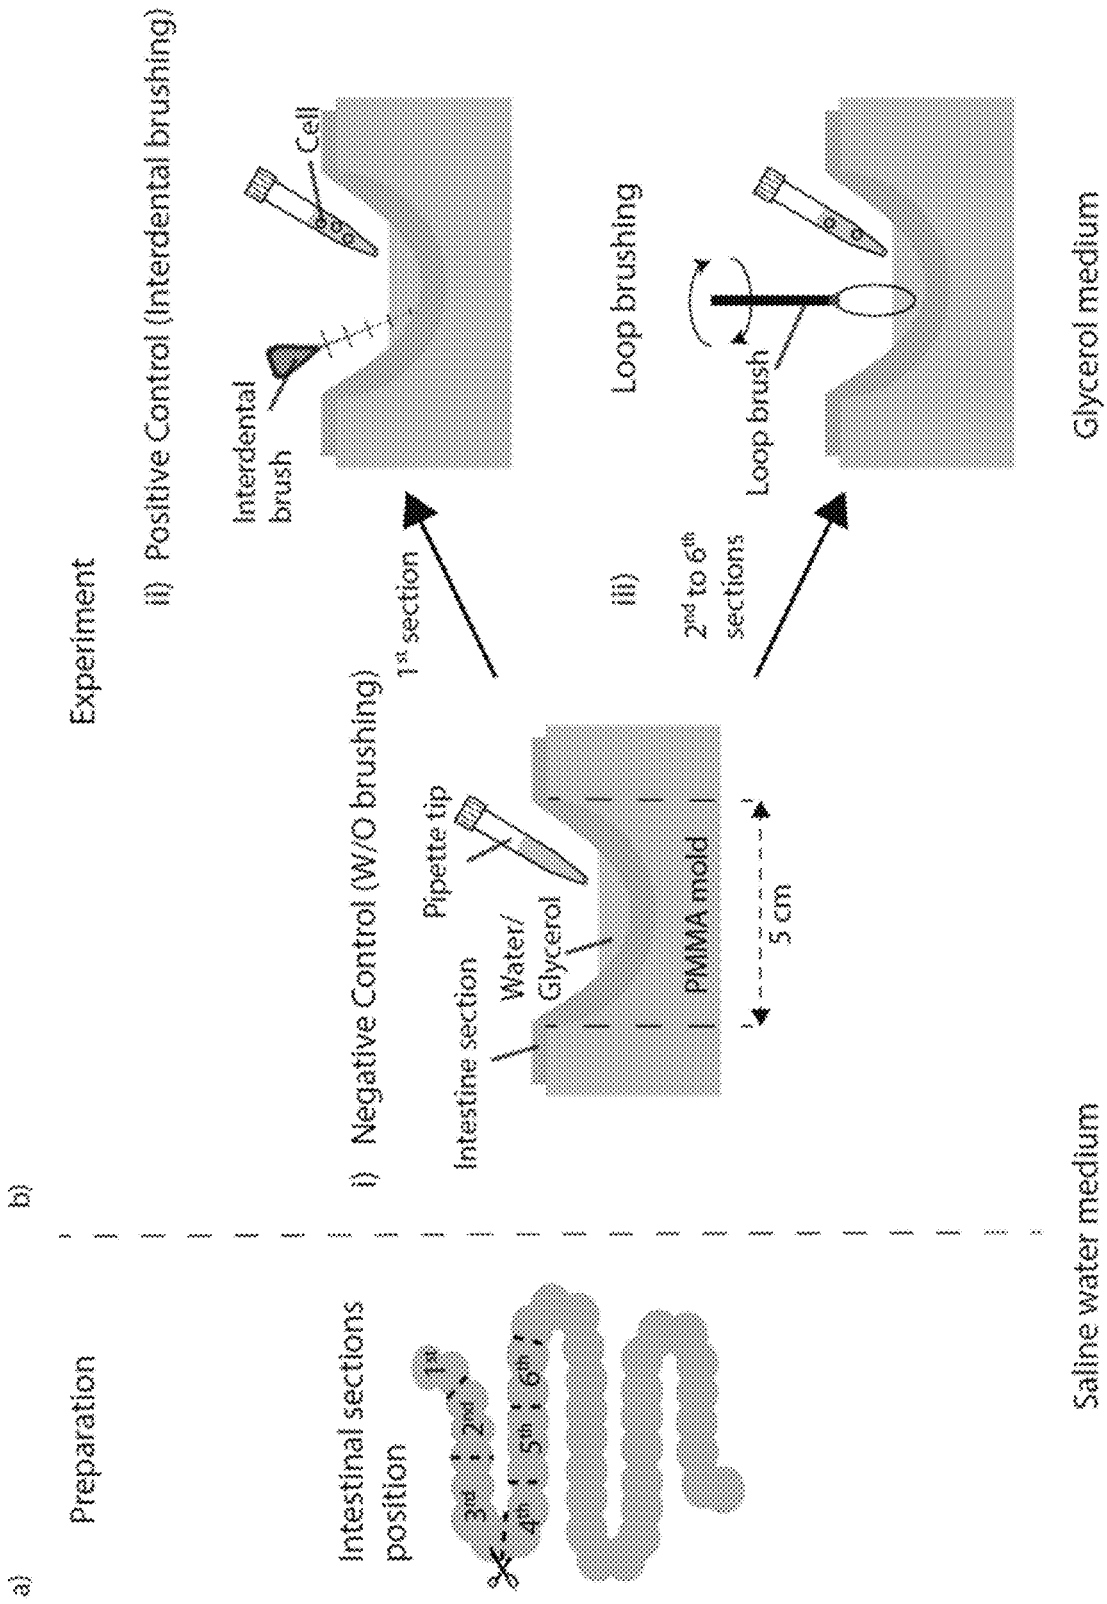 a)
Preparation
Intestinal sections
position
1st
2nd
3rd
4th
5th
6th
b)
Experiment
i) Negative Control (W/O brushing)
Intestine section
Water/
Glycerol
Pipette tip
PMMA mold
5 cm
1st section
ii) Positive Control (Interdental brushing)
Interdental
brush
Cell
2nd to 6th
sections
iii) Loop brushing
Loop brush
Saline water medium
Glycerol medium